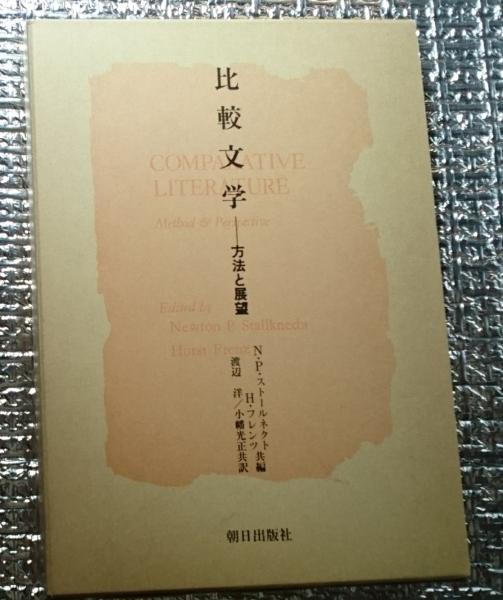 比較文学──方法と展望
COMPARATIVE
LITERATURE
Method & Perspective
Edited by
Newton P. Stallknecht
Horst Frenz
N・P・ストールネクト
H・フレンツ 共編
渡辺 洋/小幡光正共訳
朝日出版社